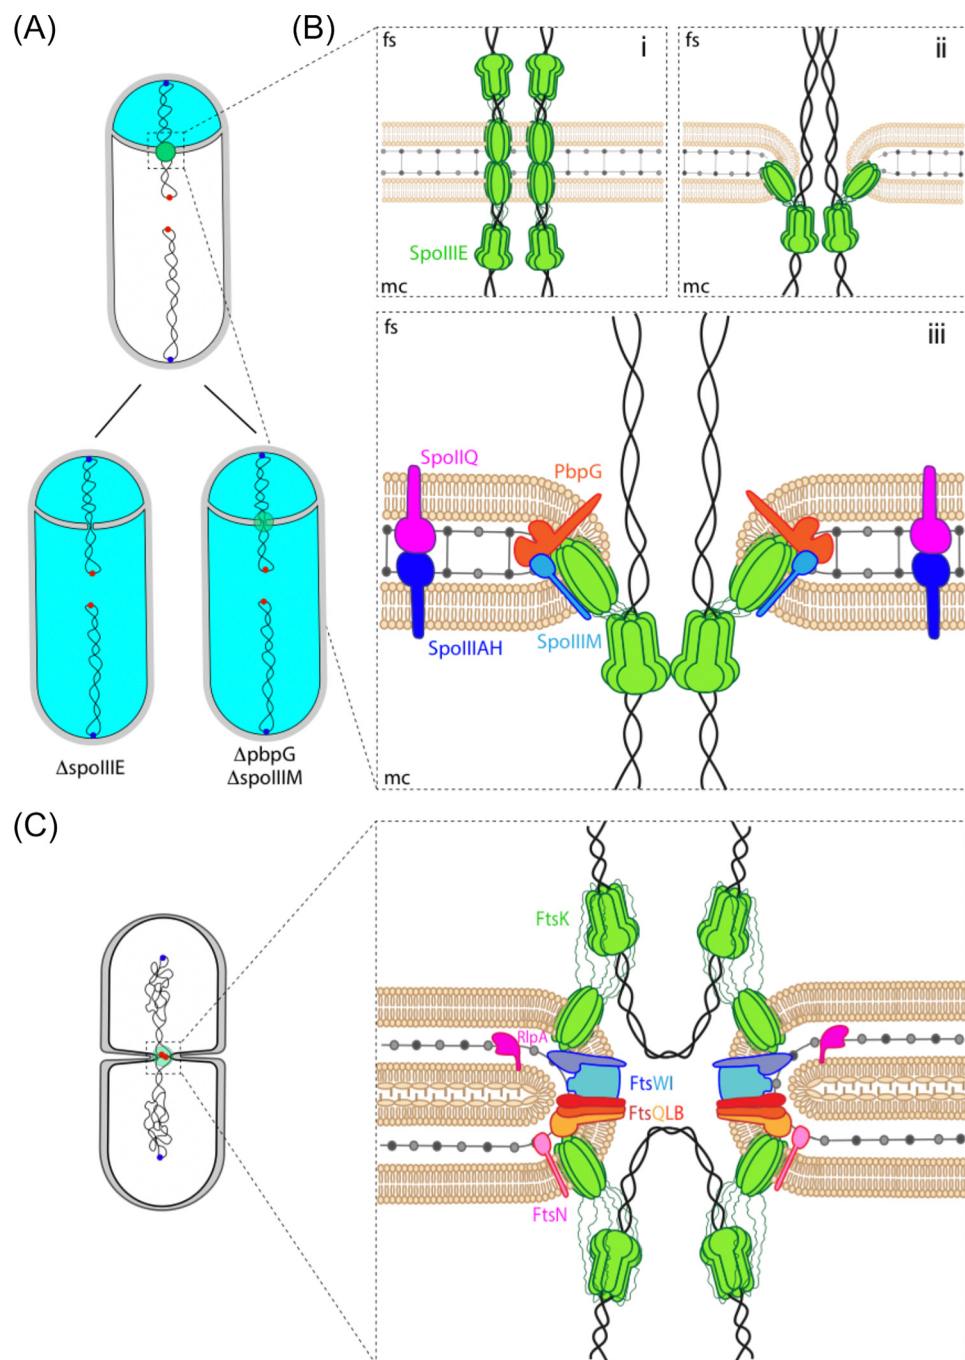 (A)
(B)
fs
i
SpoIIIE
mc
fs
ii
mc
fs
iii
SpoIIQ
PbpG
SpoIIIAH
SpoIIIM
mc
ΔspoIIIE
ΔpbpG
ΔspoIIIM
(C)
FtsK
RlpA
FtsWI
FtsQLB
FtsN